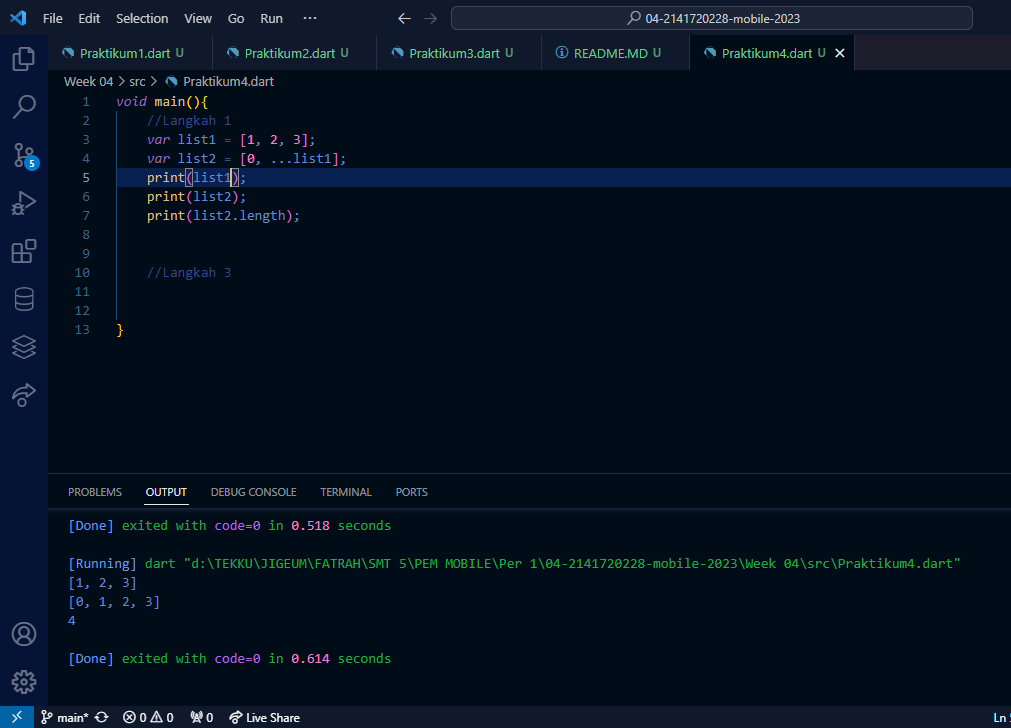 File Edit Selection View Go Run ··· ← → 04-2141720228-mobile-2023
Praktikum1.dart U Praktikum2.dart U Praktikum3.dart U README.MD U Praktikum4.dart U
Week 04 > src > Praktikum4.dart
1 void main(){
2 //Langkah 1
3 var list1 = [1, 2, 3];
4 var list2 = [0, ...list1];
5 print(list1);
6 print(list2);
7 print(list2.length);
8
9
10 //Langkah 3
11
12
13 }
5
PROBLEMS OUTPUT DEBUG CONSOLE TERMINAL PORTS
[Done] exited with code=0 in 0.518 seconds
[Running] dart "d:\TEKKU\JIGEUM\FATRAH\SMT 5\PEM MOBILE\Per 1\04-2141720228-mobile-2023\Week 04\src\Praktikum4.dart"
[1, 2, 3]
[0, 1, 2, 3]
4
[Done] exited with code=0 in 0.614 seconds
main* 0 0 0 Live Share Ln